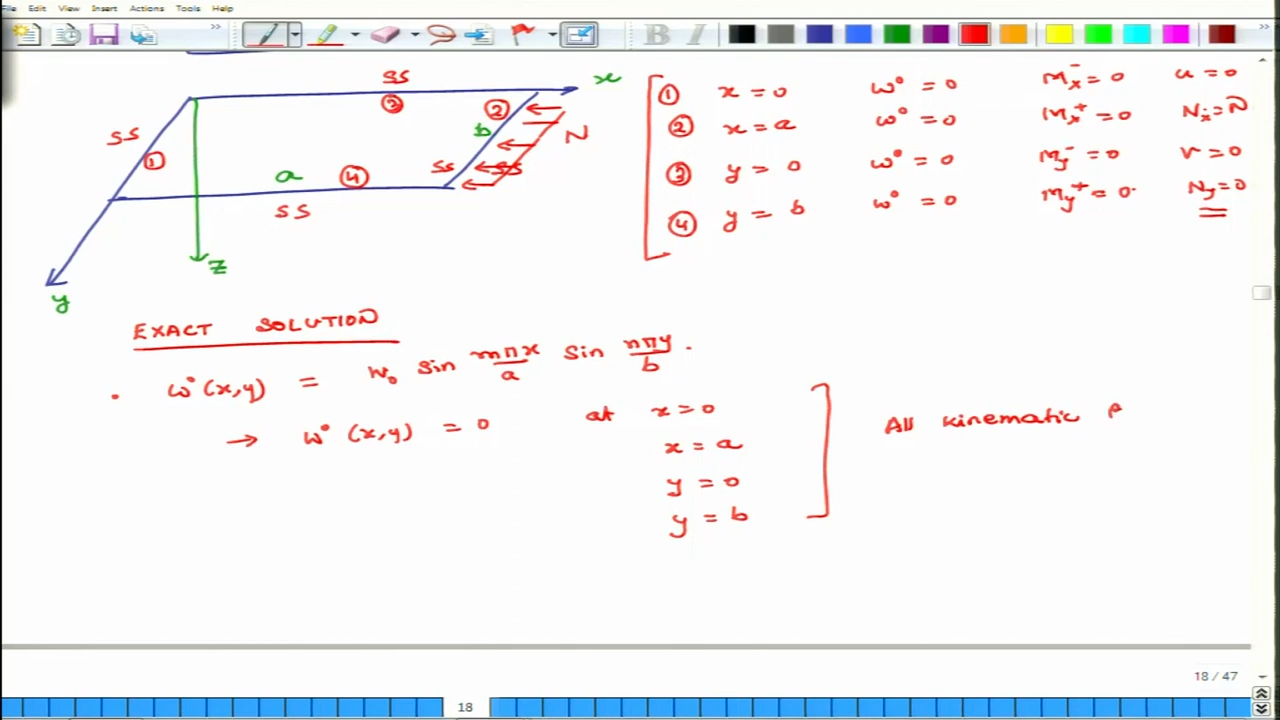 File Edit View Insert Actions Tools Help
B I
SS
x
SS
③
②
b
N
①
a
④
SS
SS
SS
z
y
① x = 0 w° = 0 Mx⁻ = 0 u = 0
② x = a w° = 0 Mx⁺ = 0 Nx = N̄
③ y = 0 w° = 0 My⁻ = 0 v = 0
④ y = b w° = 0 My⁺ = 0 Ny = 0
EXACT SOLUTION
• w°(x,y) = W₀ sin mπx/a sin nπy/b .
→ w°(x,y) = 0 at x = 0
x = a
y = 0
y = b
All kinematic
18 / 47
18